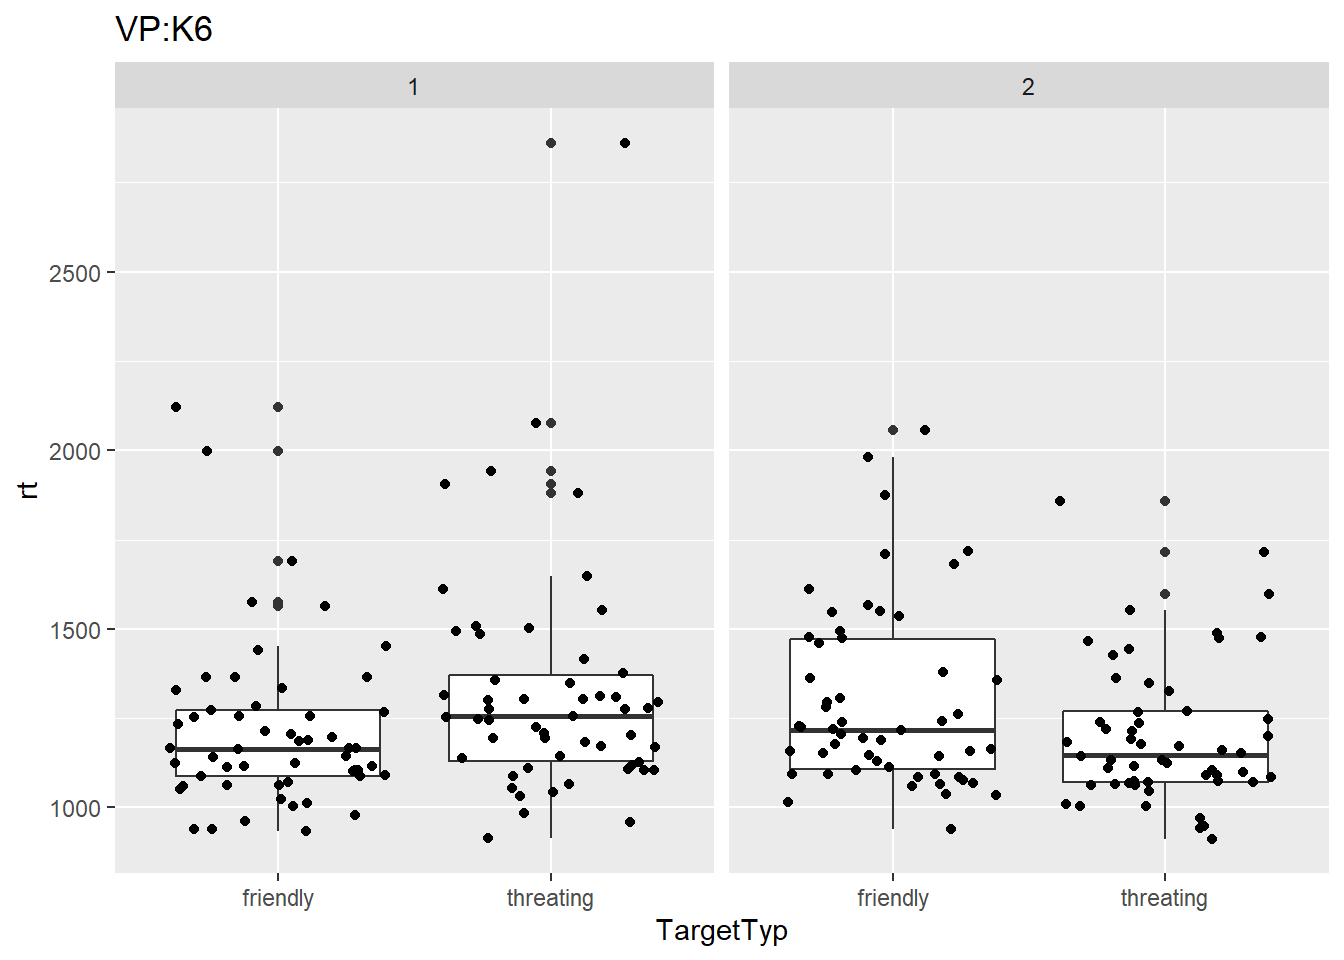 VP:K6
1
2
rt
2500
2000
1500
1000
friendly
threating
friendly
threating
TargetTyp